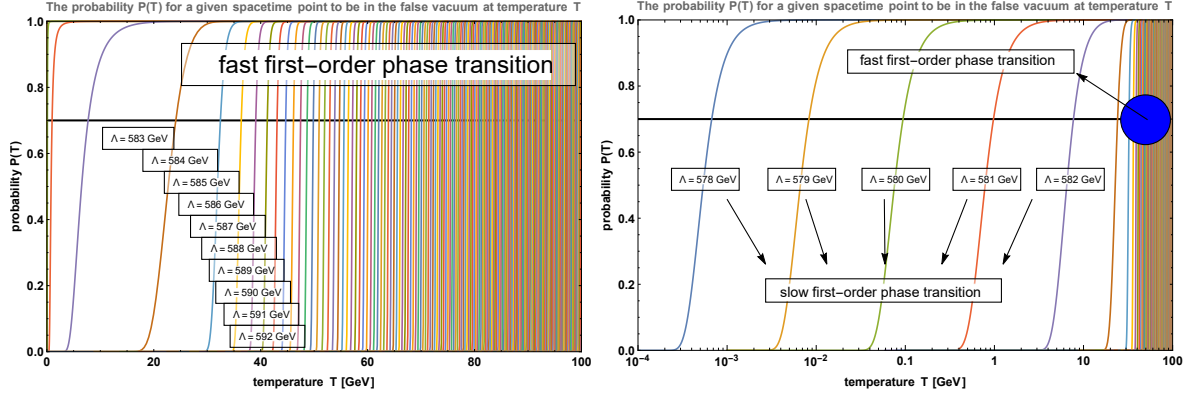 The probability P(T) for a given spacetime point to be in the false vacuum at temperature T
probability P(T)
1.0
0.8
0.6
0.4
0.2
0.0
fast first−order phase transition
Λ = 583 GeV
Λ = 584 GeV
Λ = 585 GeV
Λ = 586 GeV
Λ = 587 GeV
Λ = 588 GeV
Λ = 589 GeV
Λ = 590 GeV
Λ = 591 GeV
Λ = 592 GeV
0 20 40 60 80 100
temperature T [GeV]
The probability P(T) for a given spacetime point to be in the false vacuum at temperature T
probability P(T)
1.0
0.8
0.6
0.4
0.2
0.0
fast first−order phase transition
Λ = 578 GeV Λ = 579 GeV Λ = 580 GeV Λ = 581 GeV Λ = 582 GeV
slow first−order phase transition
10⁻⁴ 10⁻³ 10⁻² 0.1 1 10 100
temperature T [GeV]